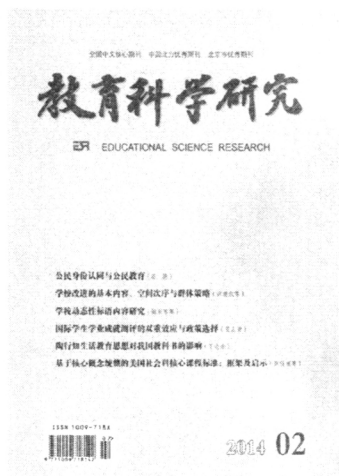 全国中文核心期刊 中国北方优秀期刊 北京市优秀期刊
教育科学研究
ESR EDUCATIONAL SCIENCE RESEARCH
公民身份认同与公民教育
学校改进的基本内容、空间次序与群体策略
学校动态性标语内容研究
国际学生学业成就测评的双重效应与政策选择
陶行知生活教育思想对我国教科书的影响
基于核心概念统整的美国社会科核心课程标准：框架及启示
ISSN 1009-718X
2014 02